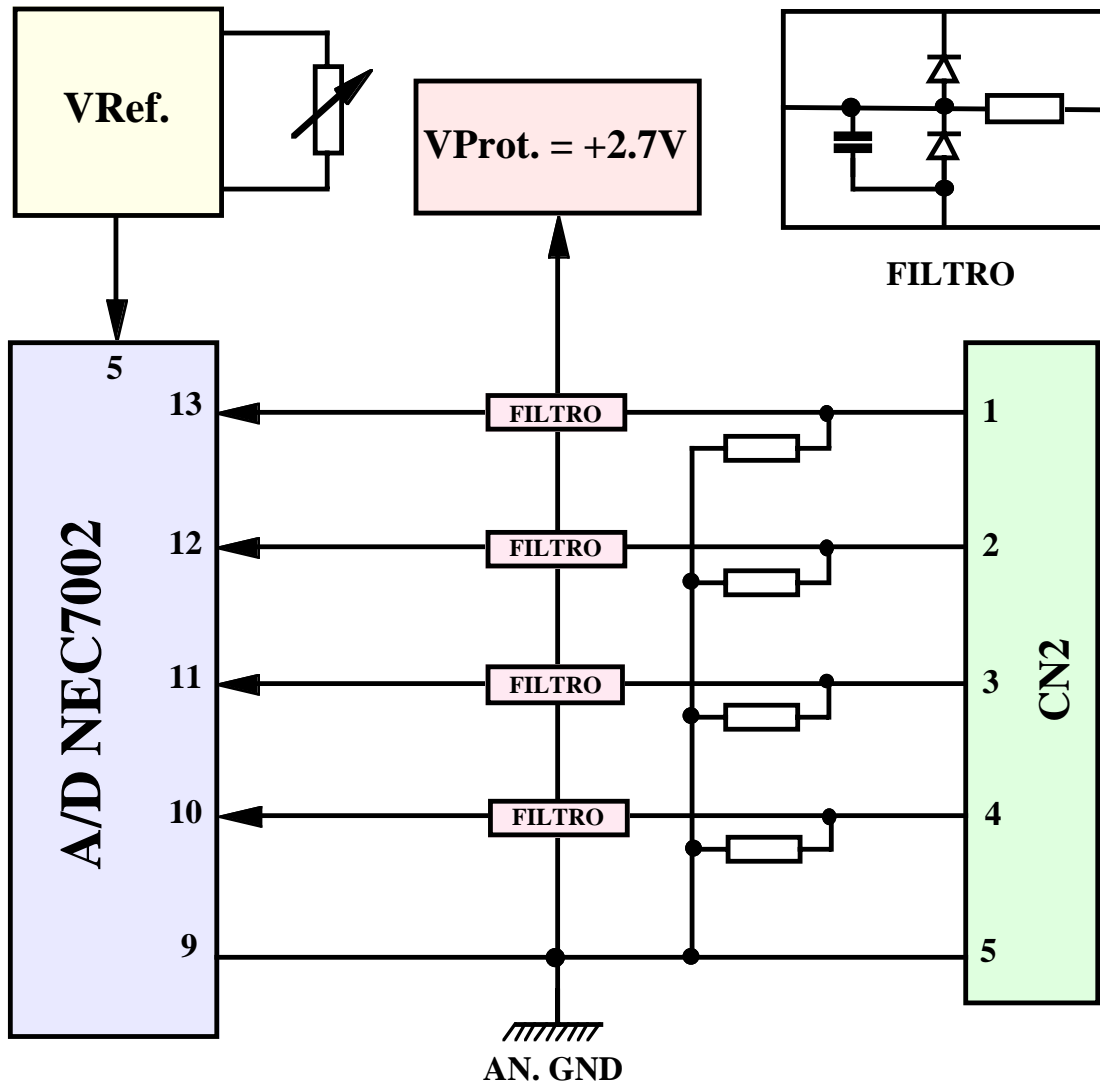 VRef.
VProt. = +2.7V
FILTRO
5
13
FILTRO
1
12
FILTRO
2
11
FILTRO
3
10
FILTRO
4
9
5
A/D NEC7002
CN2
AN. GND